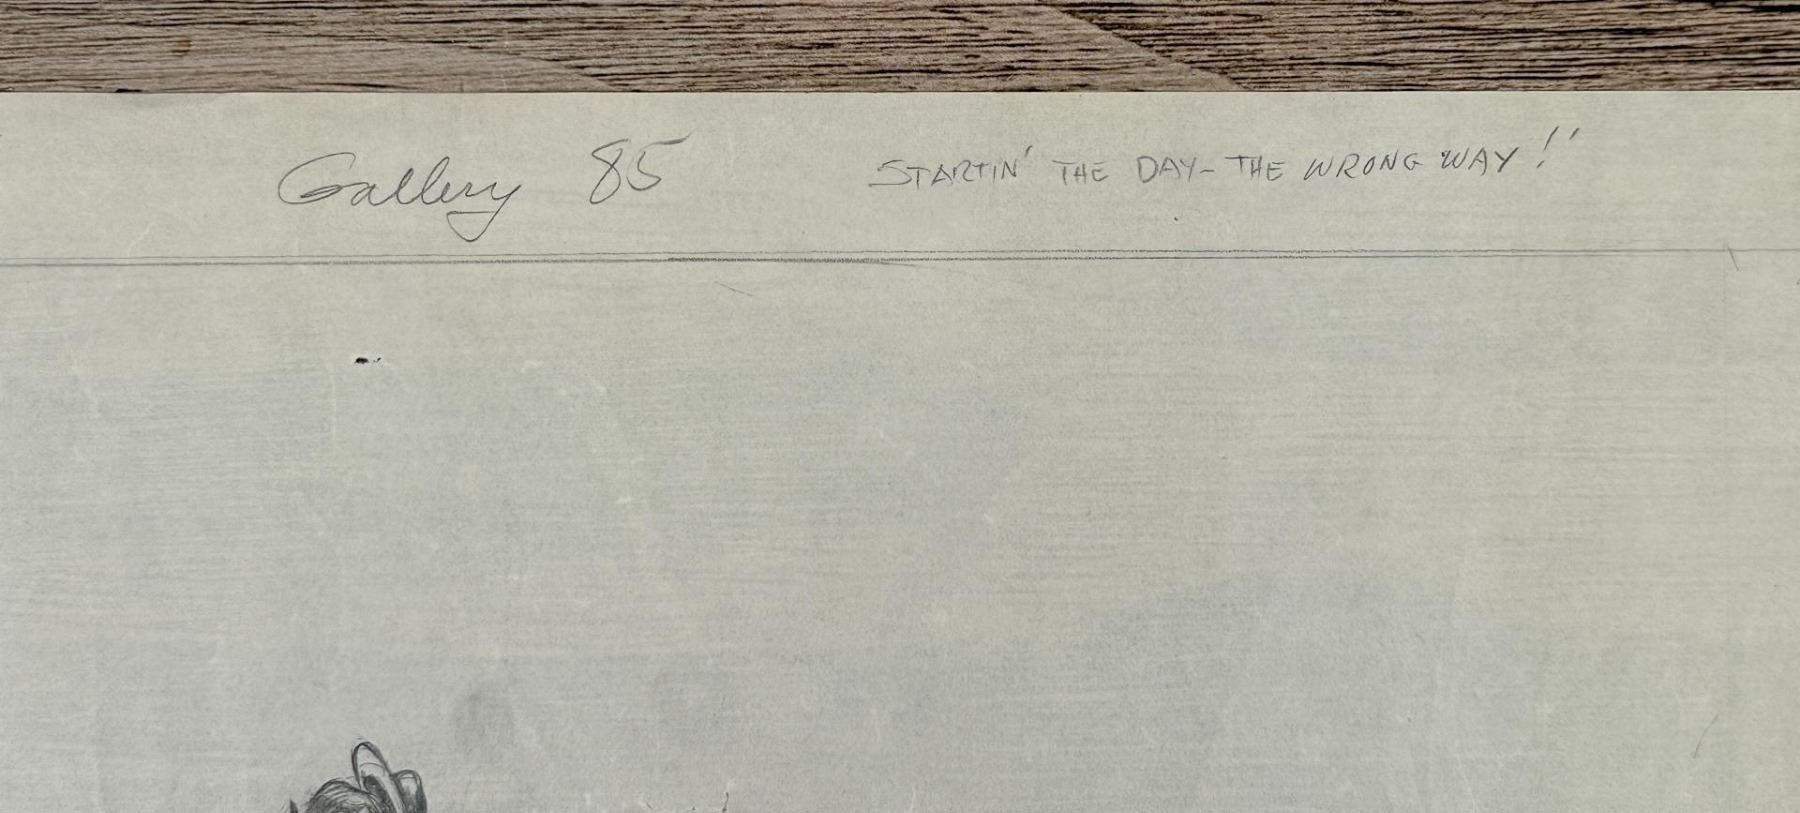 Gallery 85
STARTIN' THE DAY- THE WRONG WAY!!